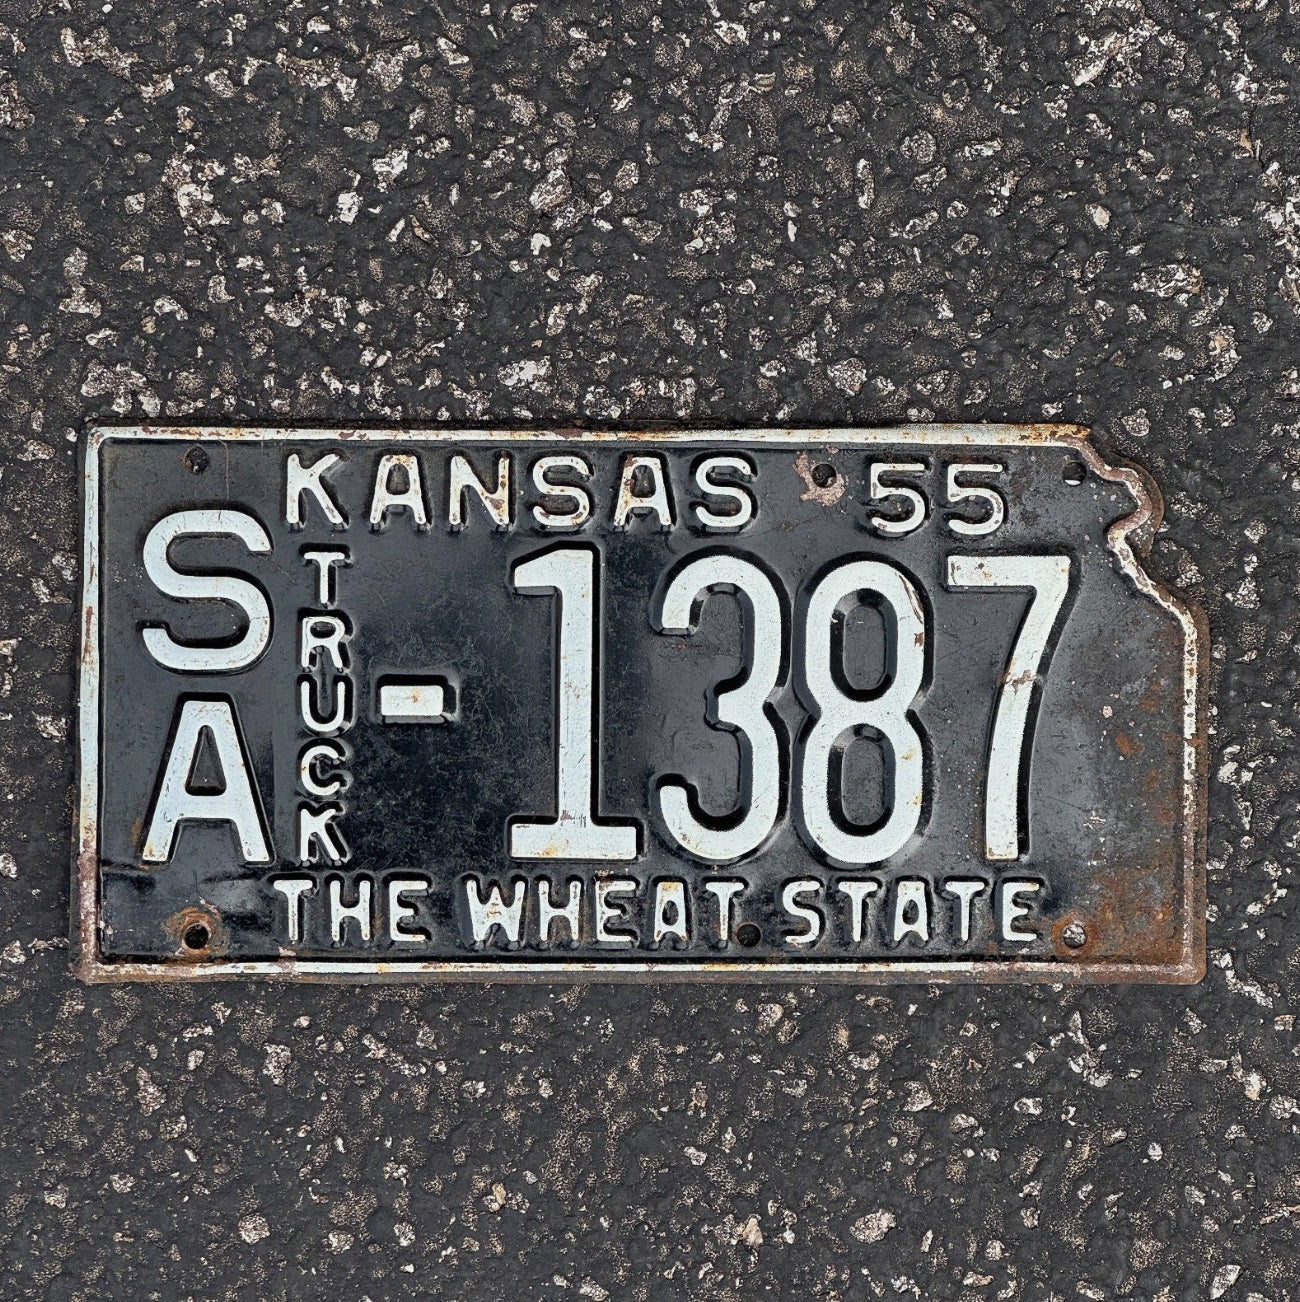 KANSAS 55
SA TRUCK -1387
THE WHEAT STATE